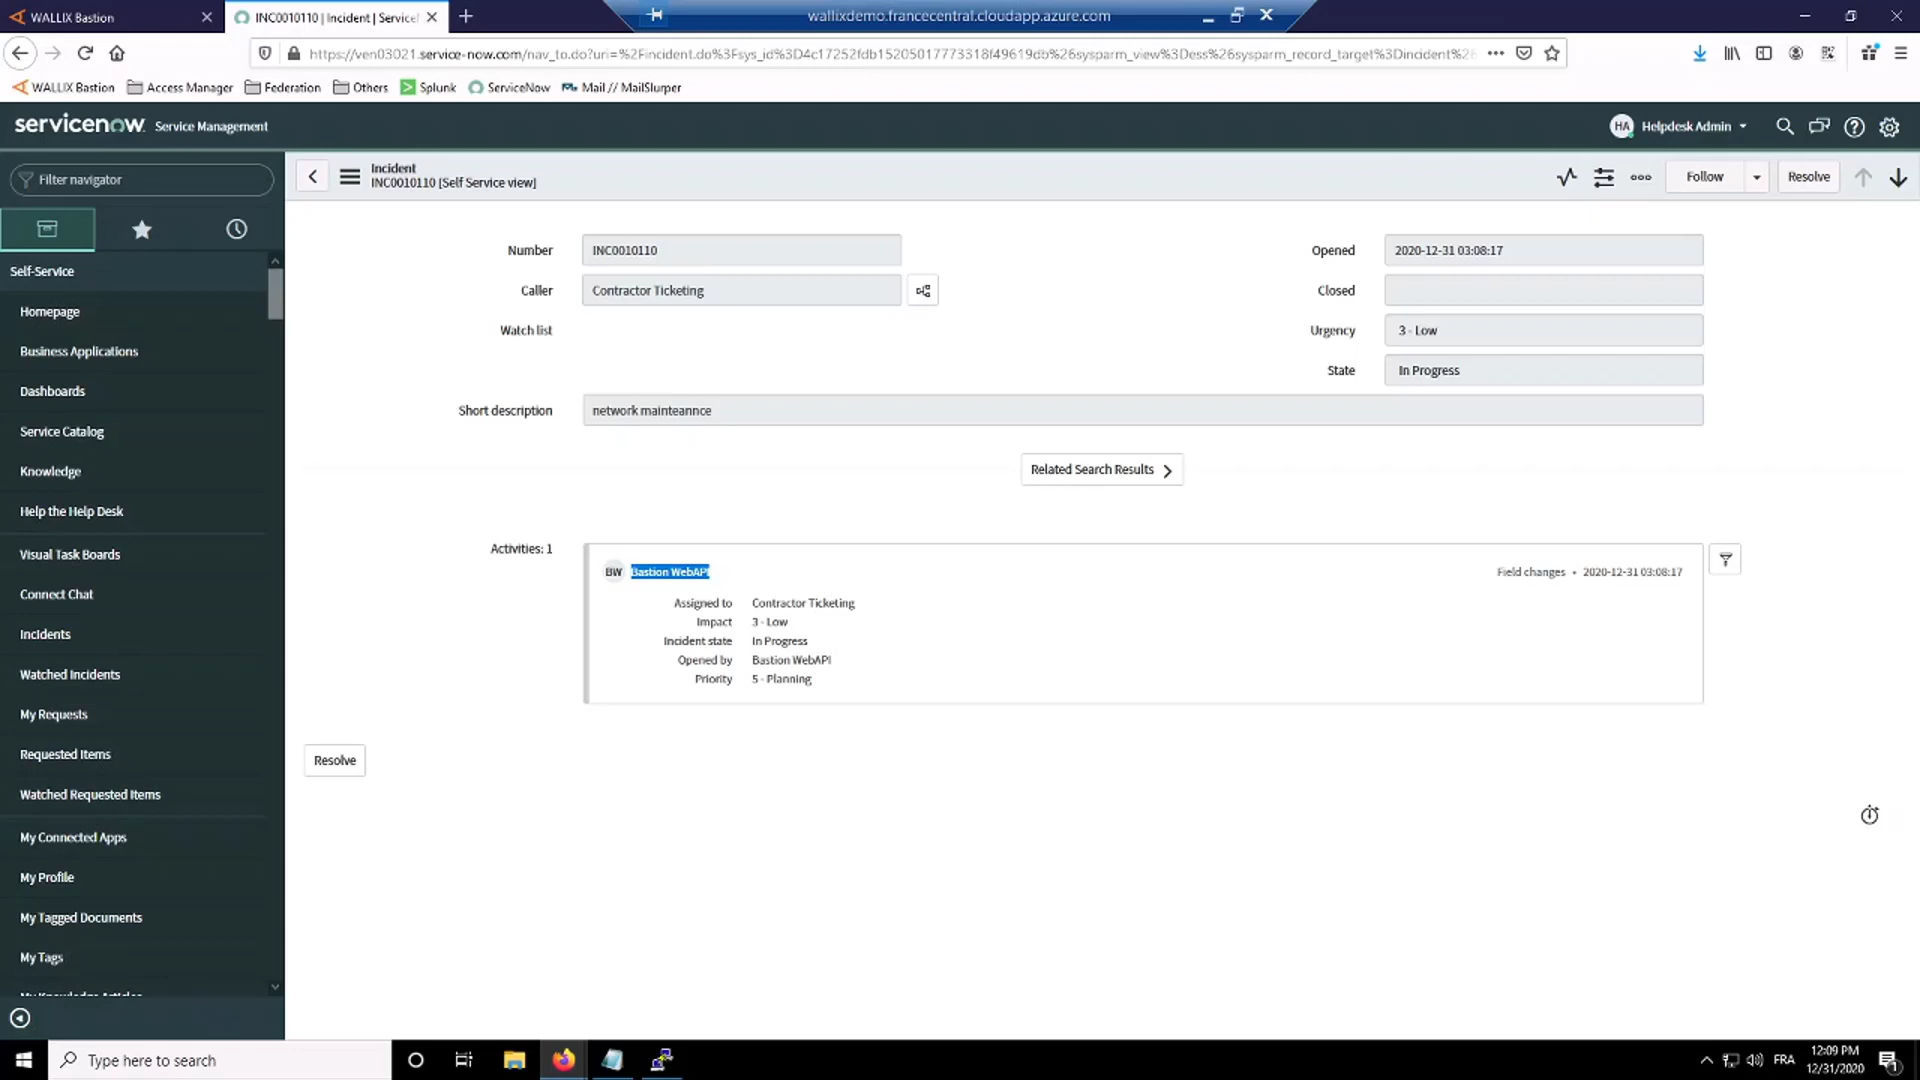 WALLIX Bastion
INC0010110 | Incident | Service
wallixdemo.francecentral.cloudapp.azure.com
https://ven03021.service-now.com/nav_to.do?uri=%2Fincident.do%3Fsys_id%3D4c17252fdb15205017773318f49619db%26sysparm_view%3Dess%26sysparm_record_target%3Dincident%26
WALLIX Bastion
Access Manager
Federation
Others
Splunk
ServiceNow
Mail // MailSlurper
servicenow
Service Management
HA
Helpdesk Admin
Filter navigator
Incident
INC0010110 [Self Service view]
Follow
Resolve
Self-Service
Homepage
Business Applications
Dashboards
Service Catalog
Knowledge
Help the Help Desk
Visual Task Boards
Connect Chat
Incidents
Watched Incidents
My Requests
Requested Items
Watched Requested Items
My Connected Apps
My Profile
My Tagged Documents
My Tags
My Knowledge Articles
Number
INC0010110
Opened
2020-12-31 03:08:17
Caller
Contractor Ticketing
Closed
Watch list
Urgency
3 - Low
State
In Progress
Short description
network mainteannce
Related Search Results
Activities: 1
BW
Bastion WebAPI
Field changes • 2020-12-31 03:08:17
Assigned to Contractor Ticketing
Impact 3 - Low
Incident state In Progress
Opened by Bastion WebAPI
Priority 5 - Planning
Resolve
Type here to search
FRA
12:09 PM
12/31/2020
1